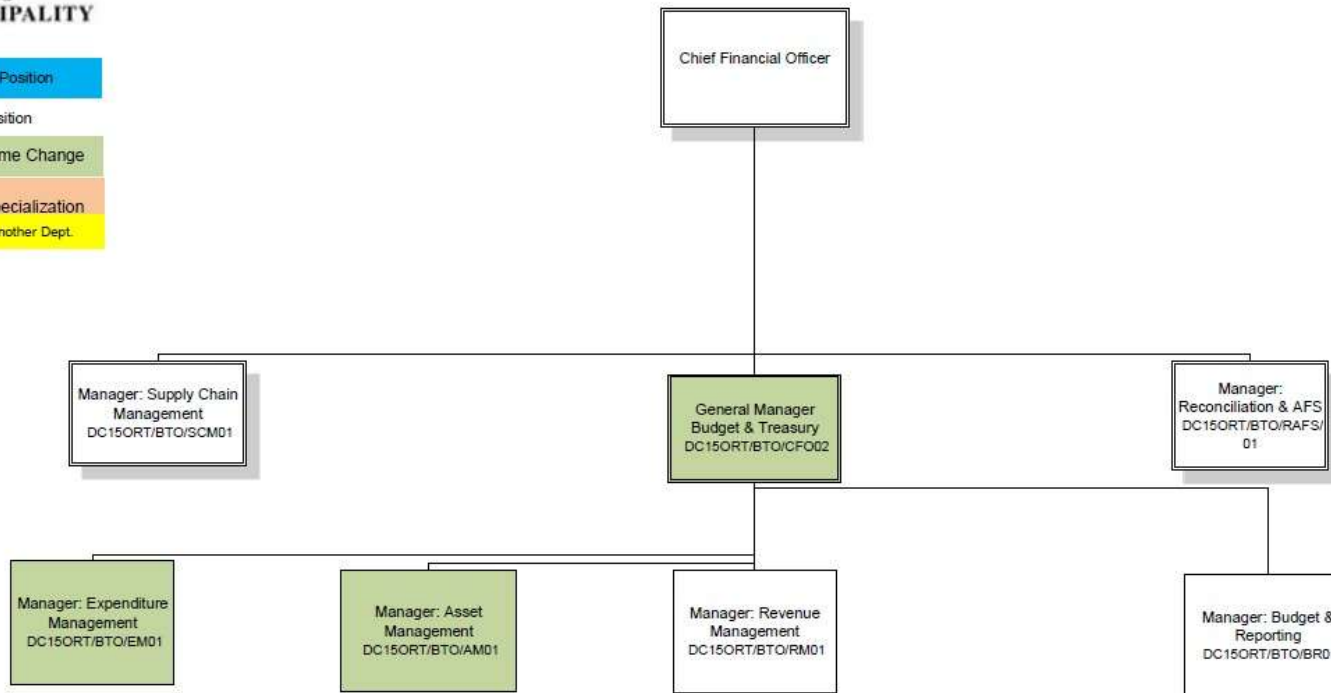 IPALITY
Position
sition
me Change
ecialization
nother Dept.
Chief Financial Officer
Manager: Supply Chain
Management
DC15ORT/BTO/SCM01
General Manager
Budget & Treasury
DC15ORT/BTO/CFO02
Manager:
Reconciliation & AFS
DC15ORT/BTO/RAFS/
01
Manager: Expenditure
Management
DC15ORT/BTO/EM01
Manager: Asset
Management
DC15ORT/BTO/AM01
Manager: Revenue
Management
DC15ORT/BTO/RM01
Manager: Budget &
Reporting
DC15ORT/BTO/BR0